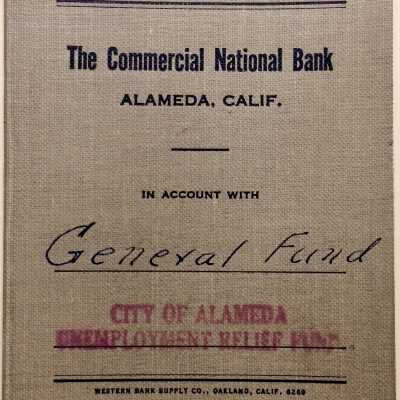 The Commercial National Bank
ALAMEDA, CALIF.
IN ACCOUNT WITH
General Fund
CITY OF ALAMEDA
UNEMPLOYMENT RELIEF FUND
WESTERN BANK SUPPLY CO., OAKLAND, CALIF. 6269